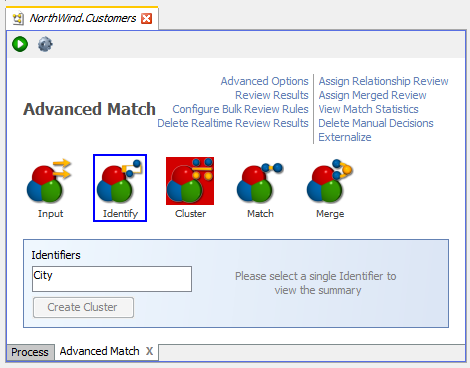 NorthWind.Customers
Advanced Match
Advanced Options
Review Results
Configure Bulk Review Rules
Delete Realtime Review Results
Assign Relationship Review
Assign Merged Review
View Match Statistics
Delete Manual Decisions
Externalize
Input
Identify
Cluster
Match
Merge
Identifiers
City
Create Cluster
Please select a single Identifier to
view the summary
Process
Advanced Match X